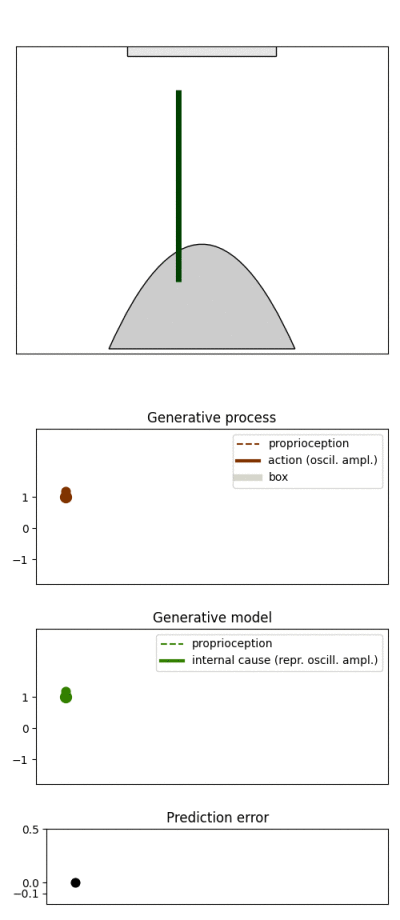 Generative process
proprioception
action (oscil. ampl.)
box
1
0
−1
Generative model
proprioception
internal cause (repr. oscill. ampl.)
1
0
−1
Prediction error
0.5
0.0
−0.1